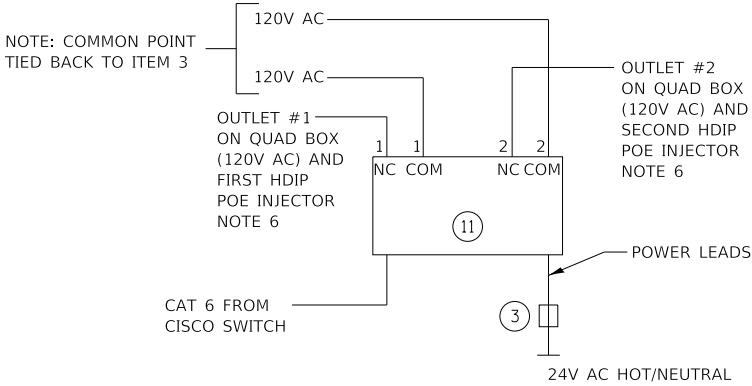 120V AC
NOTE: COMMON POINT
TIED BACK TO ITEM 3
120V AC
OUTLET #2
ON QUAD BOX
(120V AC) AND
SECOND HDIP
POE INJECTOR
NOTE 6
OUTLET #1
ON QUAD BOX
(120V AC) AND
FIRST HDIP
POE INJECTOR
NOTE 6
1 1 2 2
NC COM NC COM
11
POWER LEADS
CAT 6 FROM
CISCO SWITCH
3
24V AC HOT/NEUTRAL